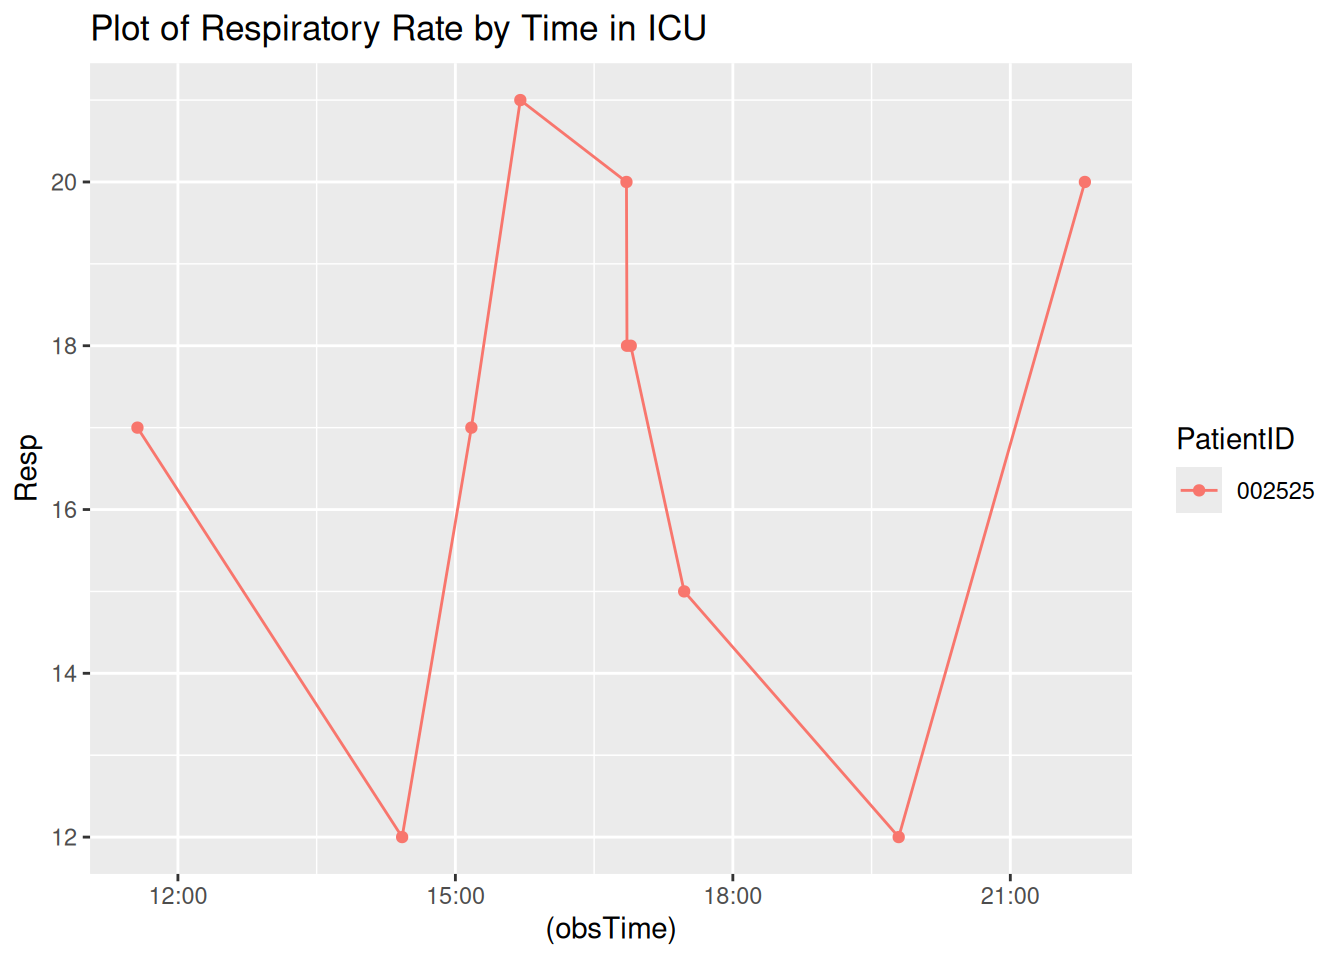 Plot of Respiratory Rate by Time in ICU
20
18
16
14
12
Resp
12:00 15:00 18:00 21:00
(obsTime)
PatientID
002525